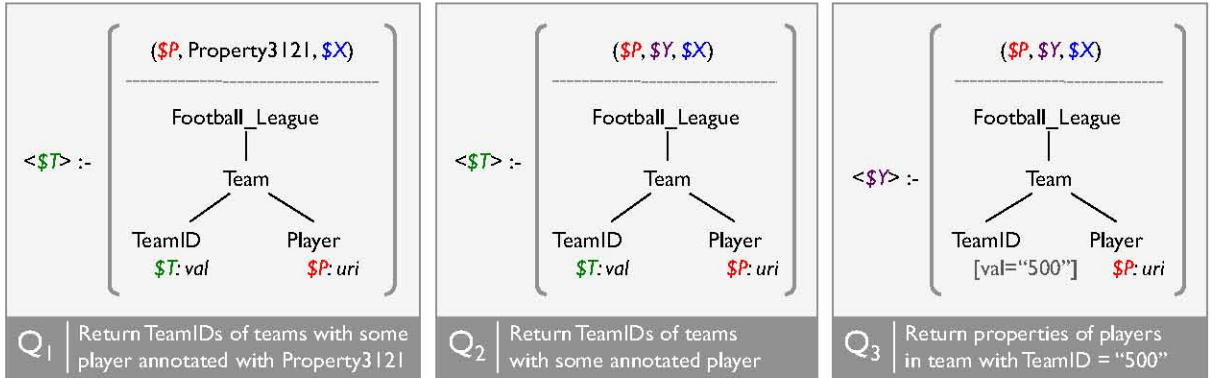 ($P, Property3121, $X)
Football_League
<$T> :-
Team
TeamID Player
$T: val $P: uri
Q1 Return TeamIDs of teams with some
player annotated with Property3121
($P, $Y, $X)
Football_League
<$T> :-
Team
TeamID Player
$T: val $P: uri
Q2 Return TeamIDs of teams
with some annotated player
($P, $Y, $X)
Football_League
<$Y> :-
Team
TeamID Player
[val=“500”] $P: uri
Q3 Return properties of players
in team with TeamID = “500”